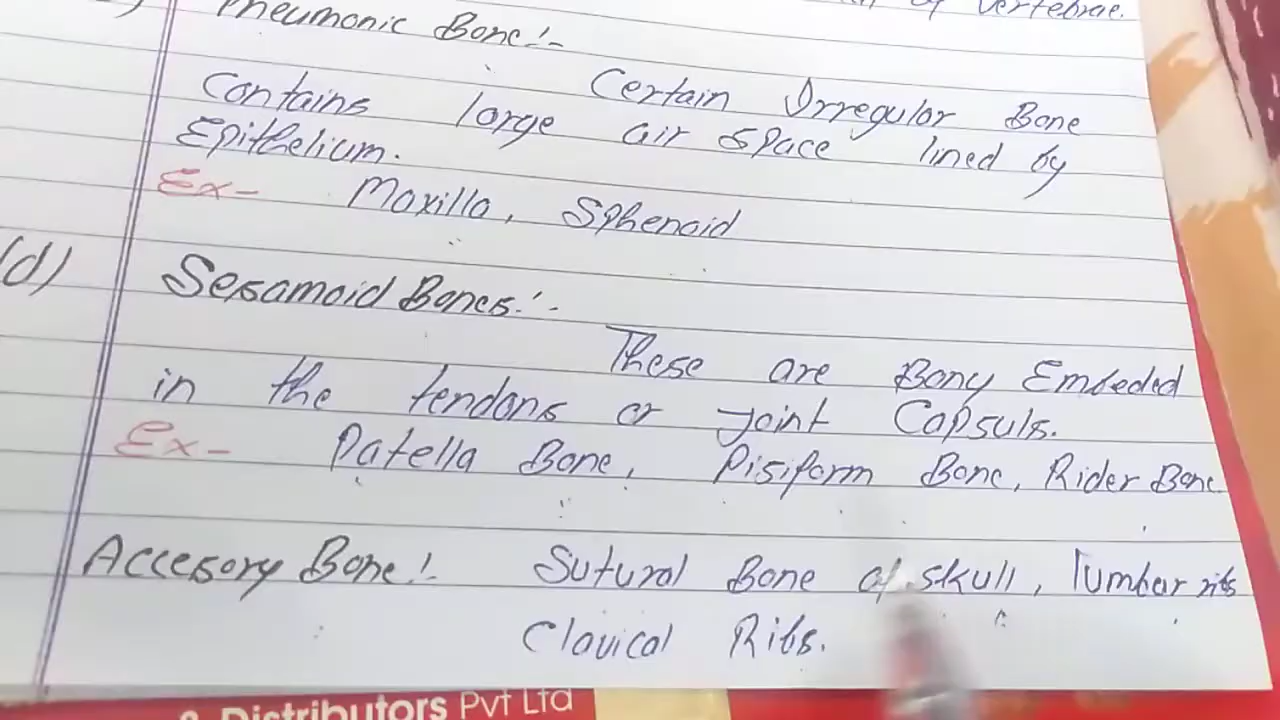 of vertebrae.
Pneumonic Bone:-
Certain Irregular Bone
Contains large air space lined by
Epithelium.
Ex- Maxilla, Sphenoid
(d) Sesamoid Bones:-
These are Bony Embeded
in the tendons or joint Capsuls.
Ex- Patella Bone, Pisiform Bone, Rider Bone
Accesory Bone:- Sutural Bone of skull, lumbar ribs
Clavical Ribs.
& Distributors Pvt Ltd